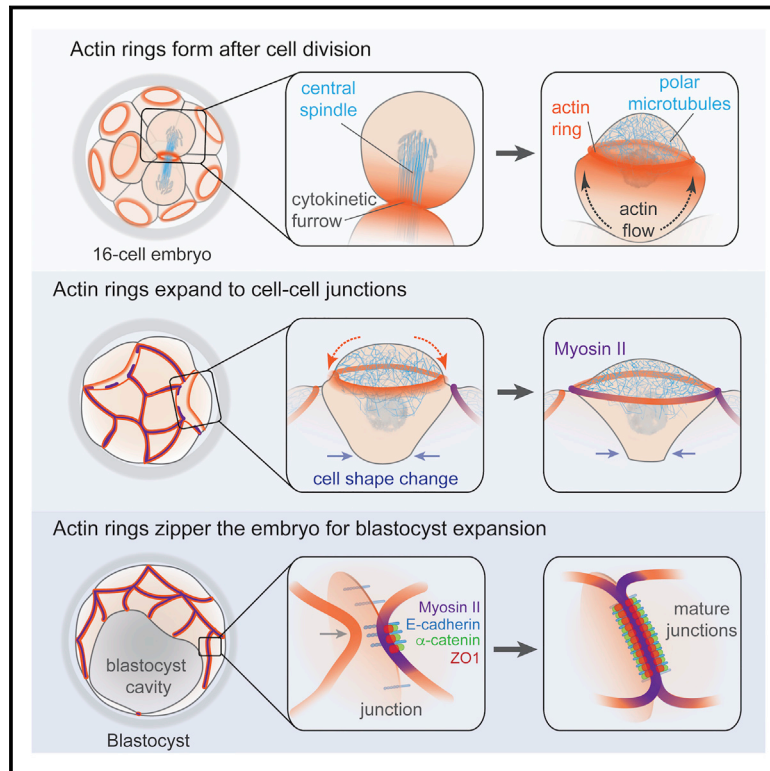 Actin rings form after cell division
central
spindle
cytokinetic
furrow
actin
ring
polar
microtubules
actin
flow
16-cell embryo
Actin rings expand to cell-cell junctions
cell shape change
Myosin II
Actin rings zipper the embryo for blastocyst expansion
blastocyst
cavity
Blastocyst
Myosin II
E-cadherin
α-catenin
ZO1
junction
mature
junctions